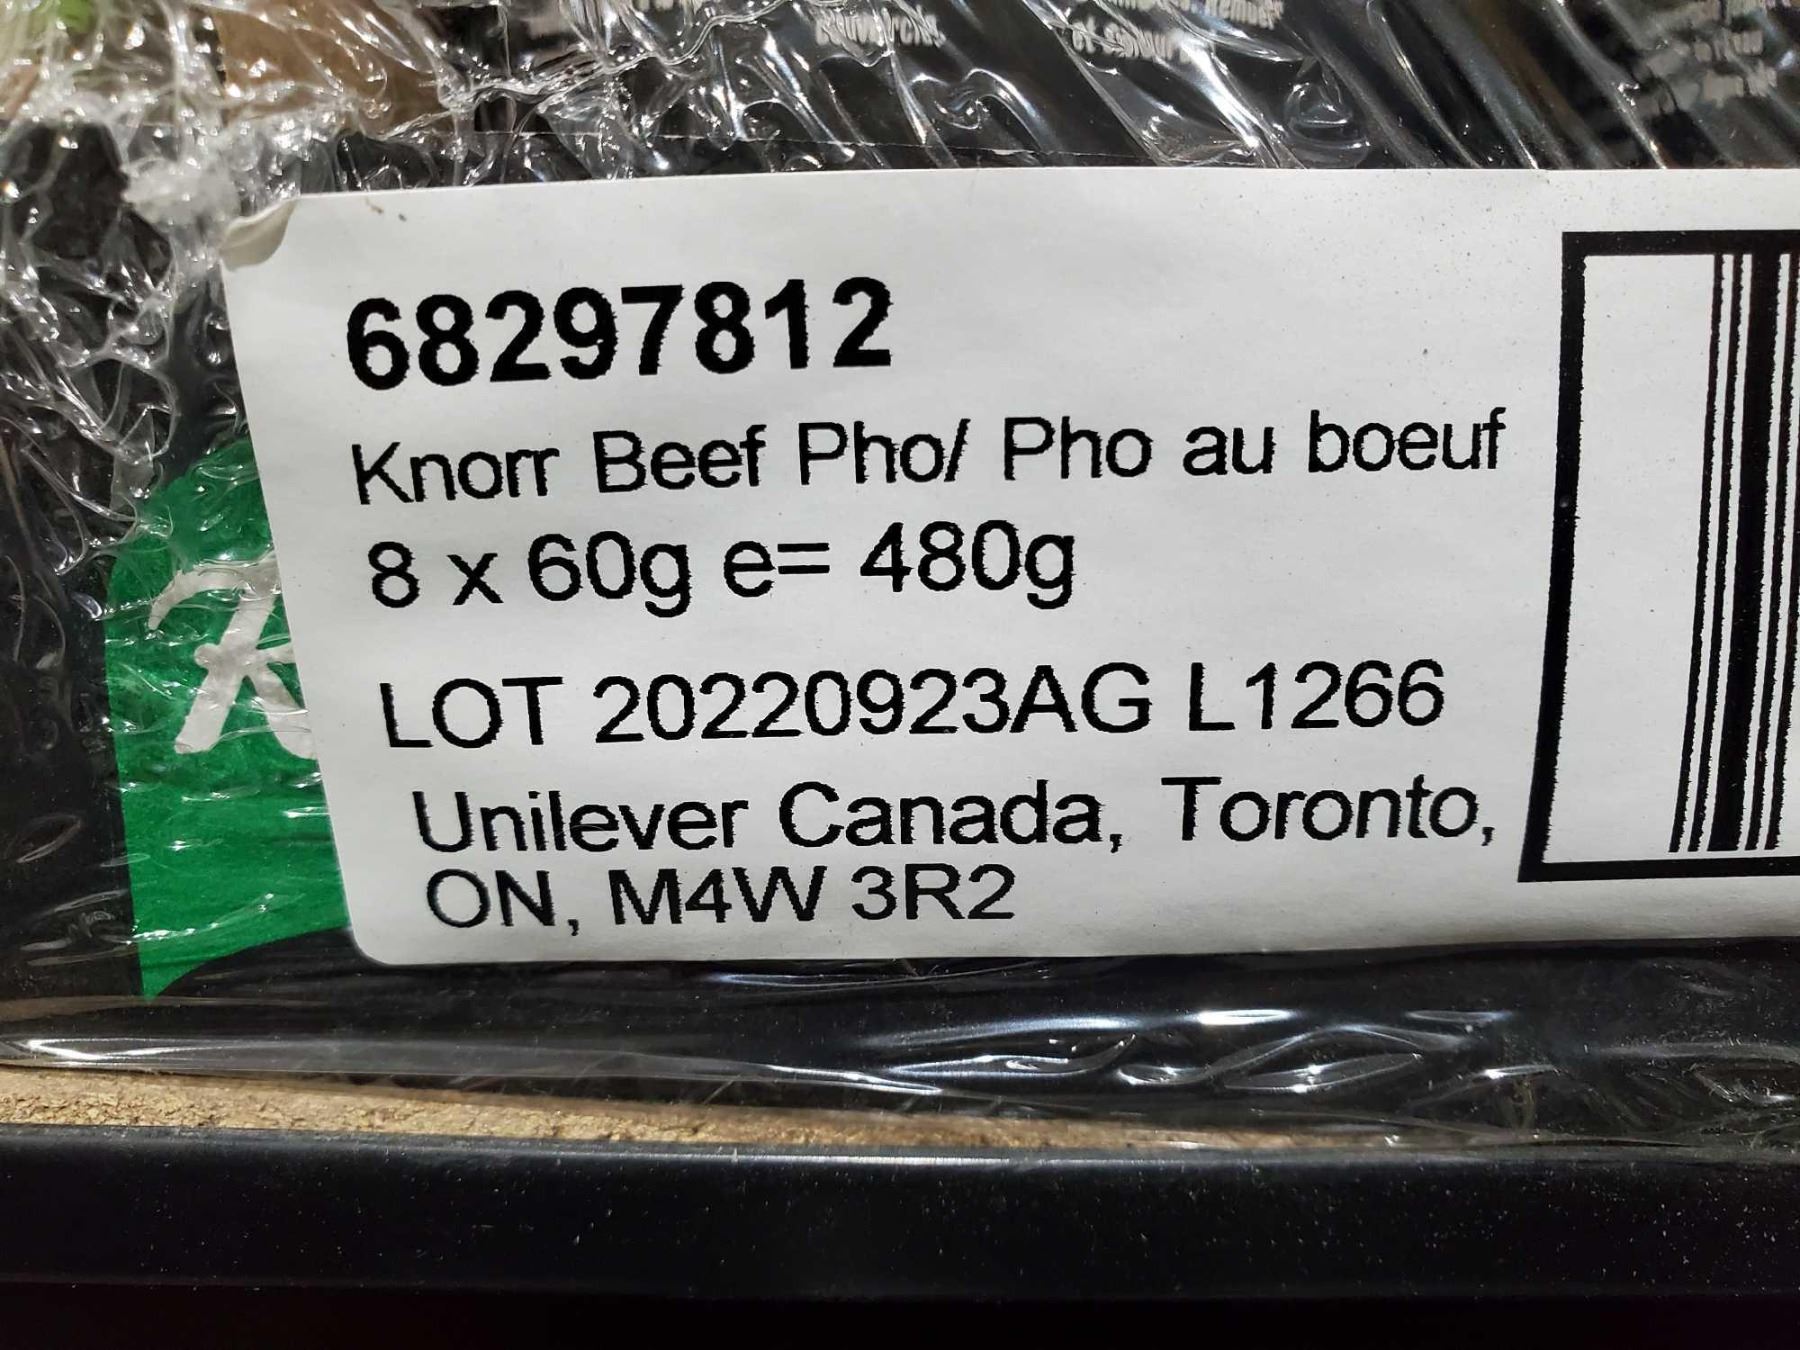 68297812
Knorr Beef Pho/ Pho au boeuf
8 x 60g e= 480g
LOT 20220923AG L1266
Unilever Canada, Toronto,
ON, M4W 3R2